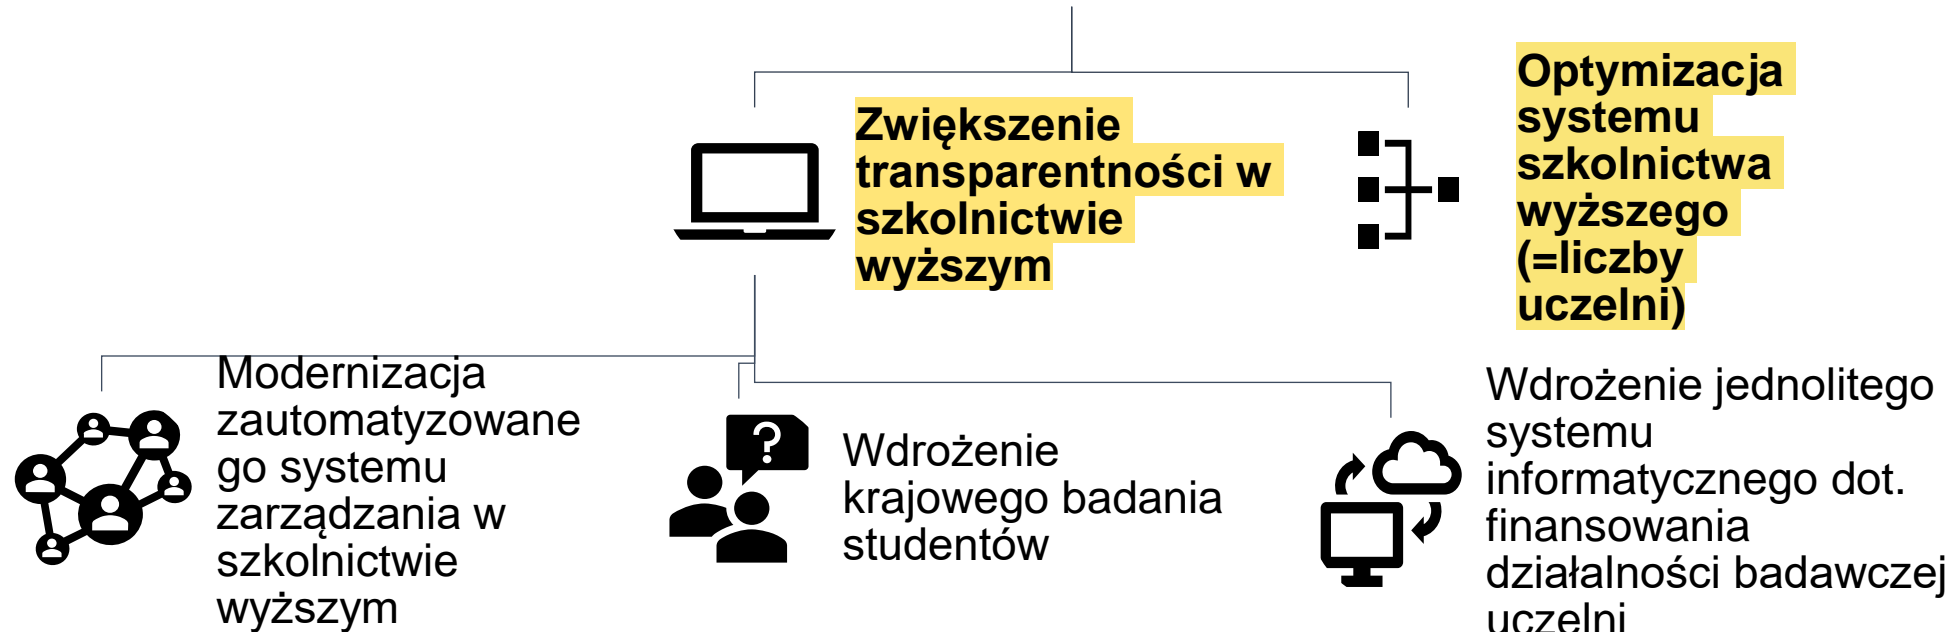 Zwiększenie
transparentności w
szkolnictwie
wyższym
Optymizacja
systemu
szkolnictwa
wyższego
(=liczby
uczelni)
Modernizacja
zautomatyzowane
go systemu
zarządzania w
szkolnictwie
wyższym
?
Wdrożenie
krajowego badania
studentów
Wdrożenie jednolitego
systemu
informatycznego dot.
finansowania
działalności badawczej
uczelni